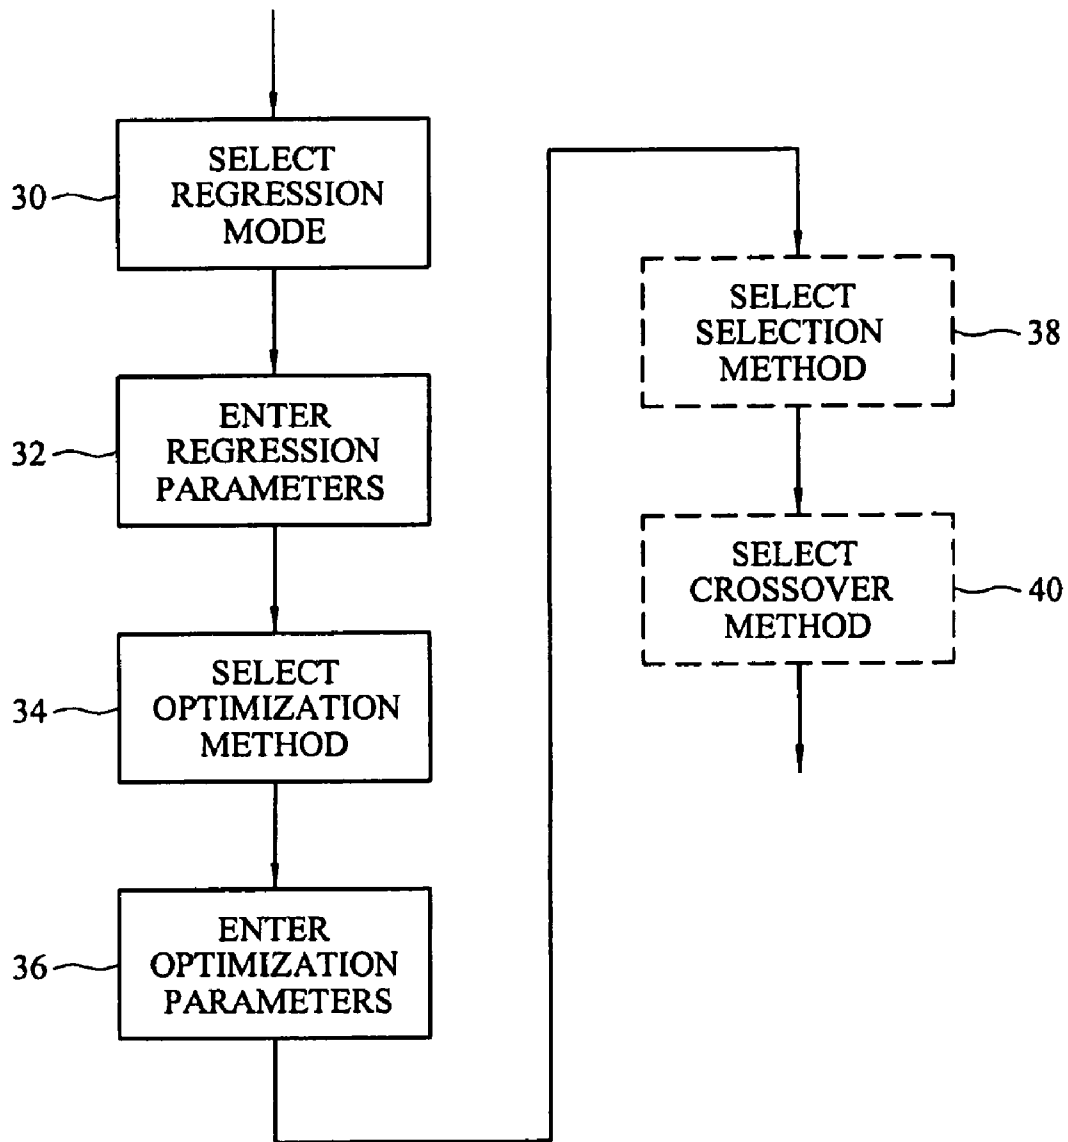 SELECT
REGRESSION
MODE
30
ENTER
REGRESSION
PARAMETERS
32
SELECT
OPTIMIZATION
METHOD
34
ENTER
OPTIMIZATION
PARAMETERS
36
SELECT
SELECTION
METHOD
38
SELECT
CROSSOVER
METHOD
40